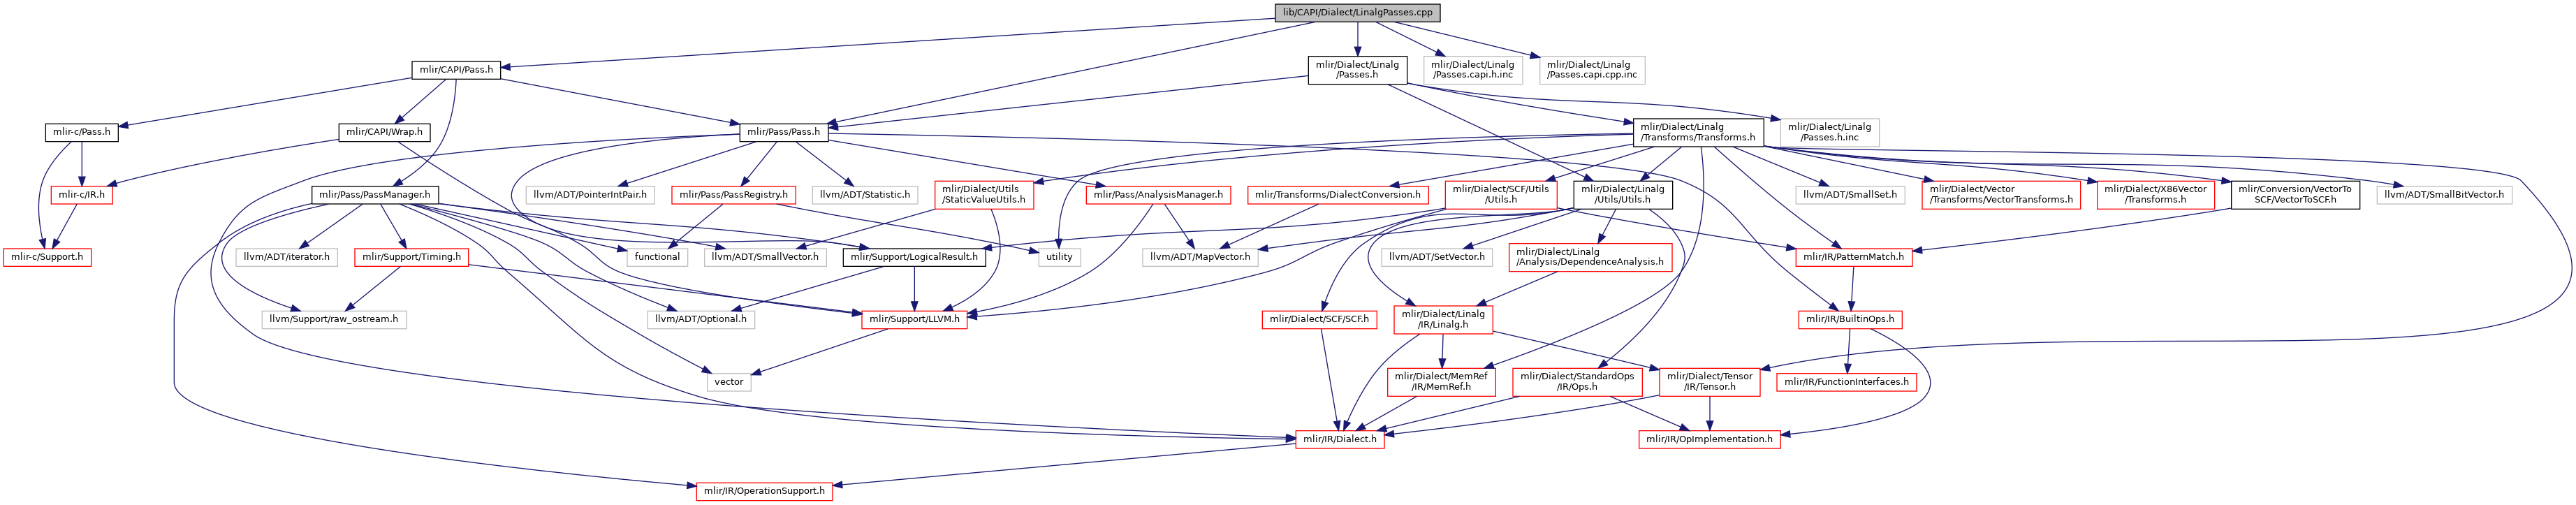 lib/CAPI/Dialect/LinalgPasses.cpp
mlir/CAPI/Pass.h
mlir/Dialect/Linalg
/Passes.h
mlir/Dialect/Linalg
/Passes.capi.h.inc
mlir/Dialect/Linalg
/Passes.capi.cpp.inc
mlir-c/Pass.h
mlir/CAPI/Wrap.h
mlir/Pass/Pass.h
mlir/Dialect/Linalg
/Transforms/Transforms.h
mlir/Dialect/Linalg
/Passes.h.inc
mlir-c/IR.h
mlir/Pass/PassManager.h
llvm/ADT/PointerIntPair.h
mlir/Pass/PassRegistry.h
llvm/ADT/Statistic.h
mlir/Dialect/Utils
/StaticValueUtils.h
mlir/Pass/AnalysisManager.h
mlir/Transforms/DialectConversion.h
mlir/Dialect/SCF/Utils
/Utils.h
mlir/Dialect/Linalg
/Utils/Utils.h
llvm/ADT/SmallSet.h
mlir/Dialect/Vector
/Transforms/VectorTransforms.h
mlir/Dialect/X86Vector
/Transforms.h
mlir/Conversion/VectorTo
SCF/VectorToSCF.h
llvm/ADT/SmallBitVector.h
mlir-c/Support.h
llvm/ADT/iterator.h
mlir/Support/Timing.h
functional
llvm/ADT/SmallVector.h
mlir/Support/LogicalResult.h
utility
llvm/ADT/MapVector.h
llvm/ADT/SetVector.h
mlir/Dialect/Linalg
/Analysis/DependenceAnalysis.h
mlir/IR/PatternMatch.h
llvm/Support/raw_ostream.h
llvm/ADT/Optional.h
mlir/Support/LLVM.h
mlir/Dialect/SCF/SCF.h
mlir/Dialect/Linalg
/IR/Linalg.h
mlir/IR/BuiltinOps.h
vector
mlir/Dialect/MemRef
/IR/MemRef.h
mlir/Dialect/StandardOps
/IR/Ops.h
mlir/Dialect/Tensor
/IR/Tensor.h
mlir/IR/FunctionInterfaces.h
mlir/IR/Dialect.h
mlir/IR/OpImplementation.h
mlir/IR/OperationSupport.h